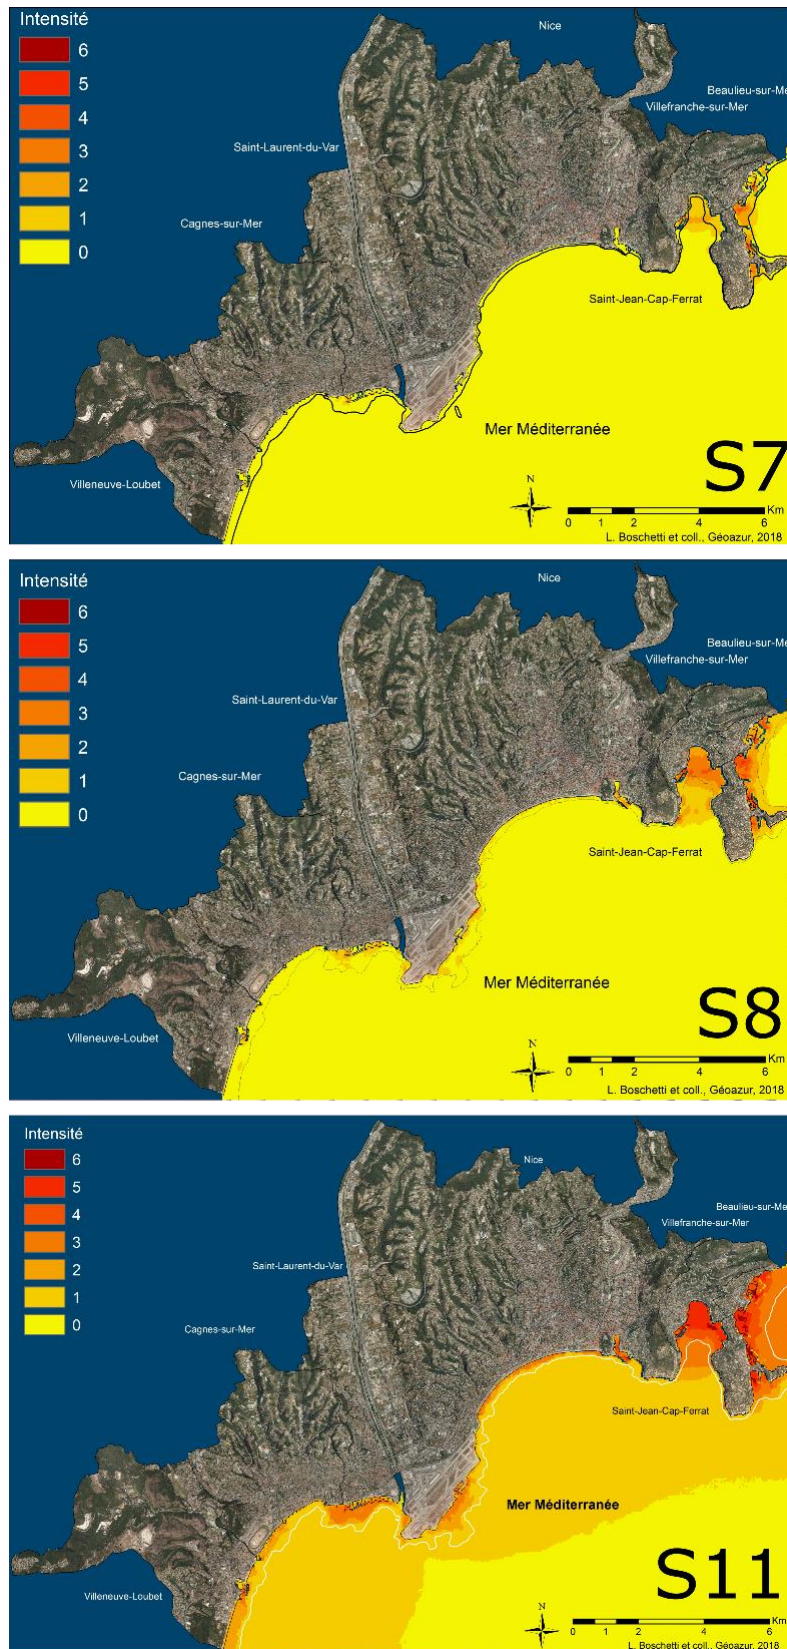 Intensité
6
5
4
3
2
1
0
Nice
Beaulieu-sur-Me
Villefranche-sur-Mer
Saint-Laurent-du-Var
Cagnes-sur-Mer
Saint-Jean-Cap-Ferrat
Mer Méditerranée
Villeneuve-Loubet
S7
N
Km
0 1 2 4 6
L. Boschetti et coll., Géoazur, 2018
Intensité
6
5
4
3
2
1
0
Nice
Beaulieu-sur-Me
Villefranche-sur-Mer
Saint-Laurent-du-Var
Cagnes-sur-Mer
Saint-Jean-Cap-Ferrat
Mer Méditerranée
Villeneuve-Loubet
S8
N
Km
0 1 2 4 6
L. Boschetti et coll., Géoazur, 2018
Intensité
6
5
4
3
2
1
0
Nice
Beaulieu-sur-Me
Villefranche-sur-Mer
Saint-Laurent-du-Var
Cagnes-sur-Mer
Saint-Jean-Cap-Ferrat
Mer Méditerranée
Villeneuve-Loubet
S11
N
Km
0 1 2 4 6
L. Boschetti et coll., Géoazur, 2018